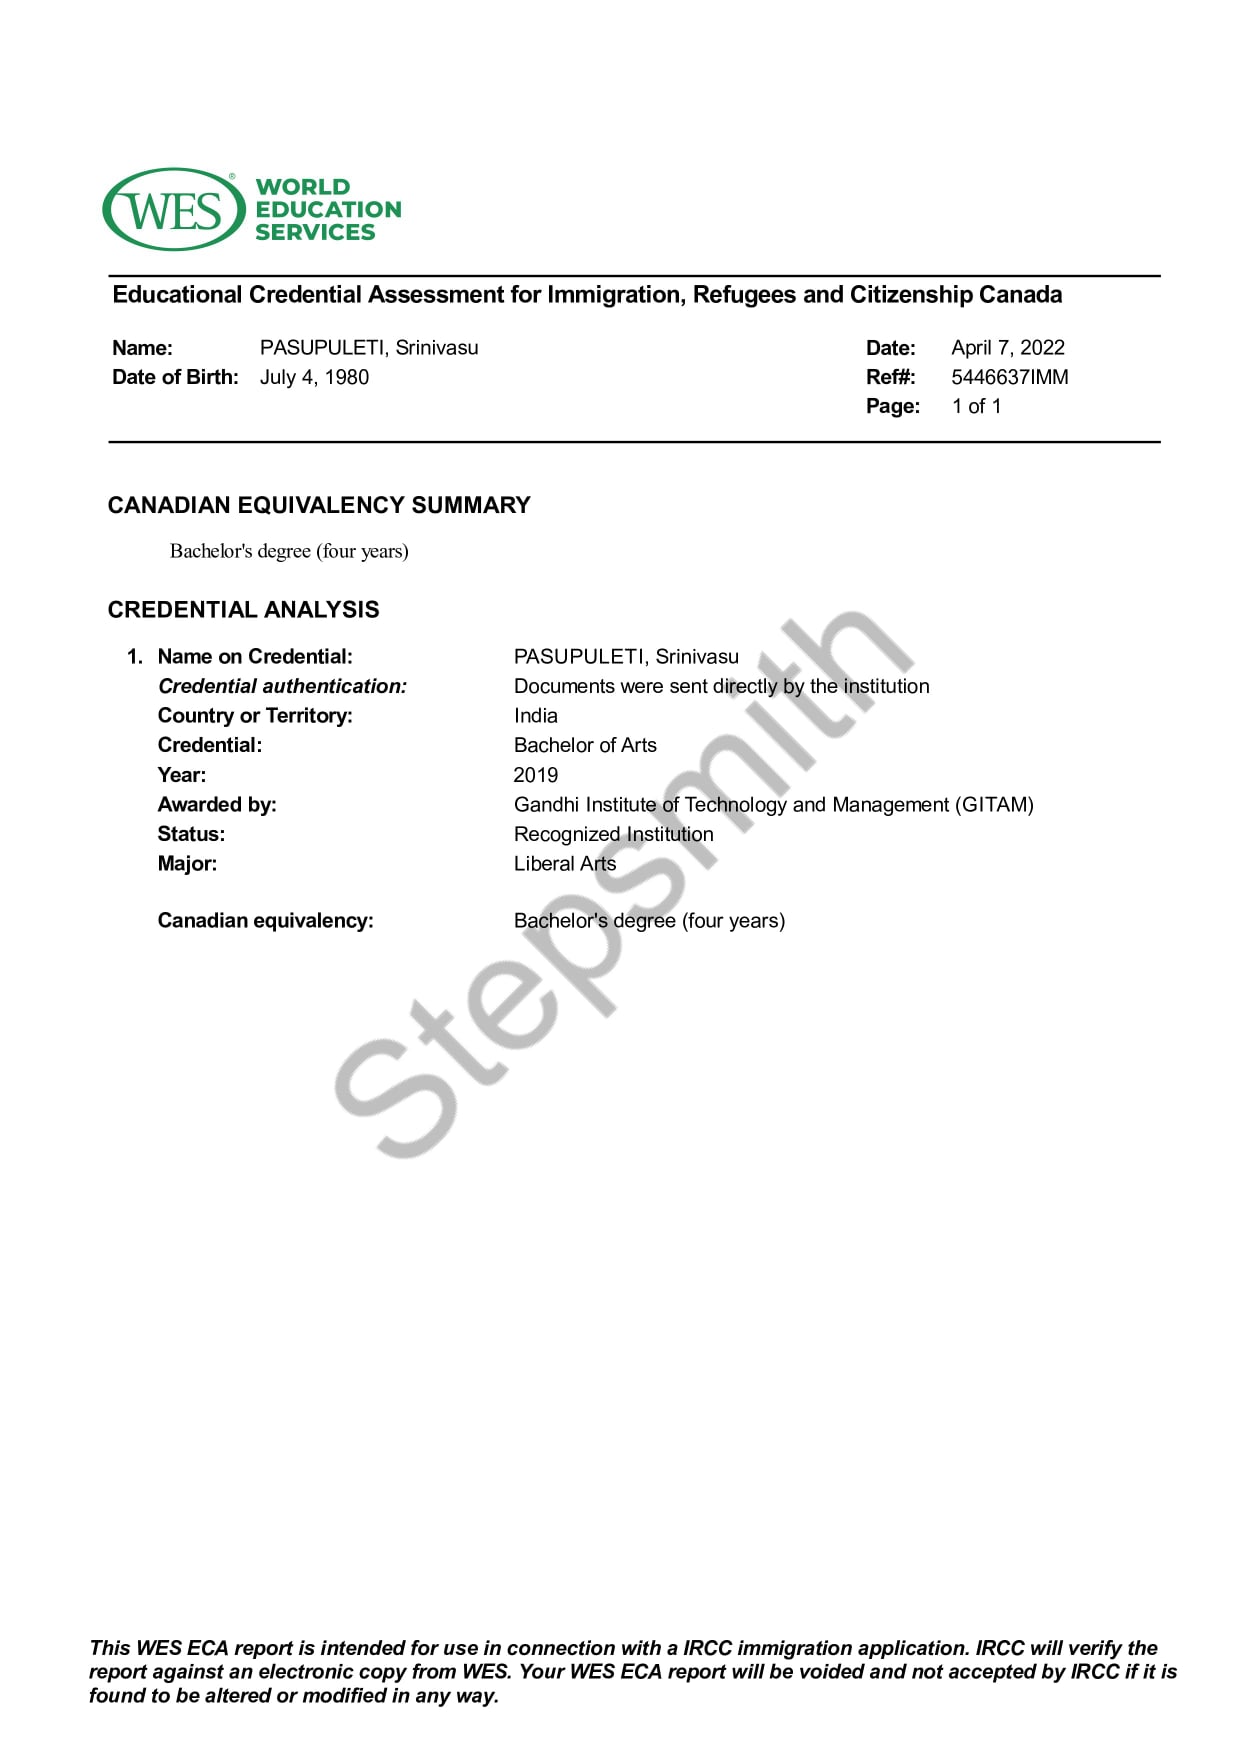 WES®
WORLD
EDUCATION
SERVICES
Educational Credential Assessment for Immigration, Refugees and Citizenship Canada
Name: PASUPULETI, Srinivasu Date: April 7, 2022
Date of Birth: July 4, 1980 Ref#: 5446637IMM
Page: 1 of 1
CANADIAN EQUIVALENCY SUMMARY
Bachelor's degree (four years)
CREDENTIAL ANALYSIS
1. Name on Credential: PASUPULETI, Srinivasu
Credential authentication: Documents were sent directly by the institution
Country or Territory: India
Credential: Bachelor of Arts
Year: 2019
Awarded by: Gandhi Institute of Technology and Management (GITAM)
Status: Recognized Institution
Major: Liberal Arts
Canadian equivalency: Bachelor's degree (four years)
Stepsmith
This WES ECA report is intended for use in connection with a IRCC immigration application. IRCC will verify the
report against an electronic copy from WES. Your WES ECA report will be voided and not accepted by IRCC if it is
found to be altered or modified in any way.